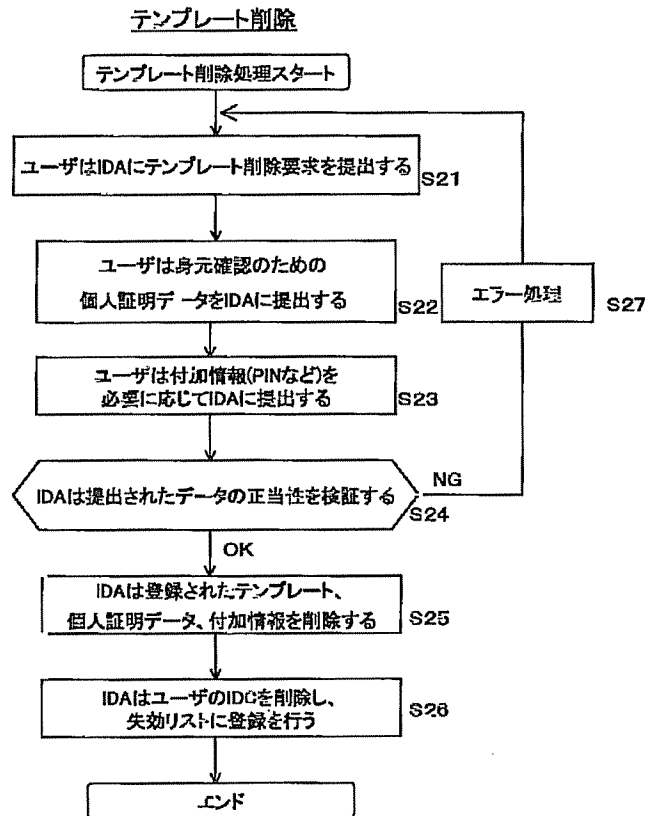 テンプレート削除
テンプレート削除処理スタート
ユーザはIDAにテンプレート削除要求を提出する
S21
ユーザは身元確認のための
個人証明データをIDAに提出する
S22
エラー処理
S27
ユーザは付加情報(PINなど)を
必要に応じてIDAに提出する
S23
IDAは提出されたデータの正当性を検証する
NG
S24
OK
IDAは登録されたテンプレート、
個人証明データ、付加情報を削除する
S25
IDAはユーザのIDCを削除し、
失効リストに登録を行う
S26
エンド